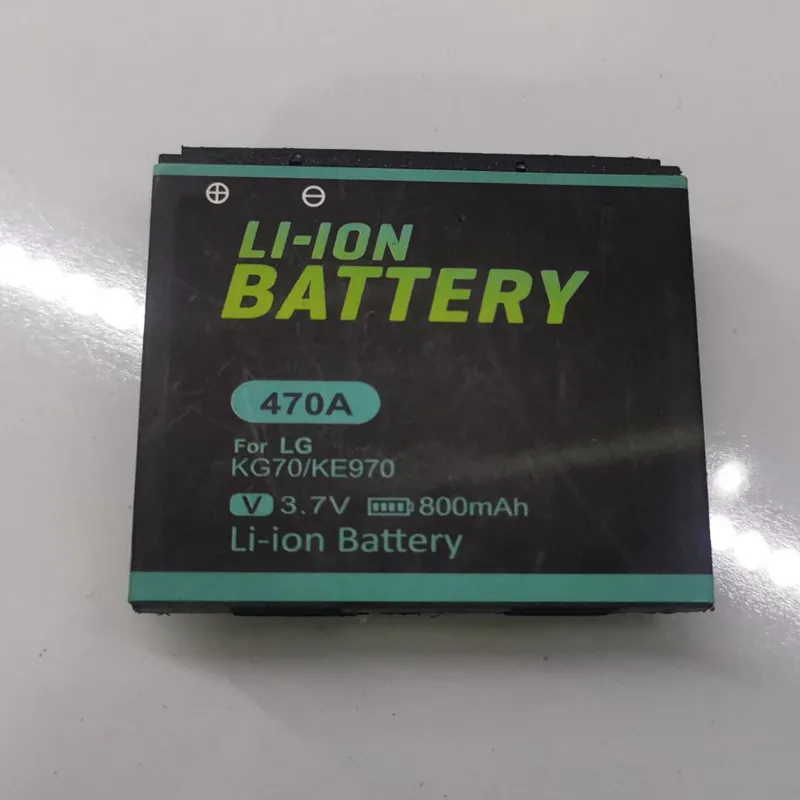 ⊕ ⊖
LI-ION
BATTERY
470A
For LG
KG70/KE970
V 3.7V 800mAh
Li-ion Battery